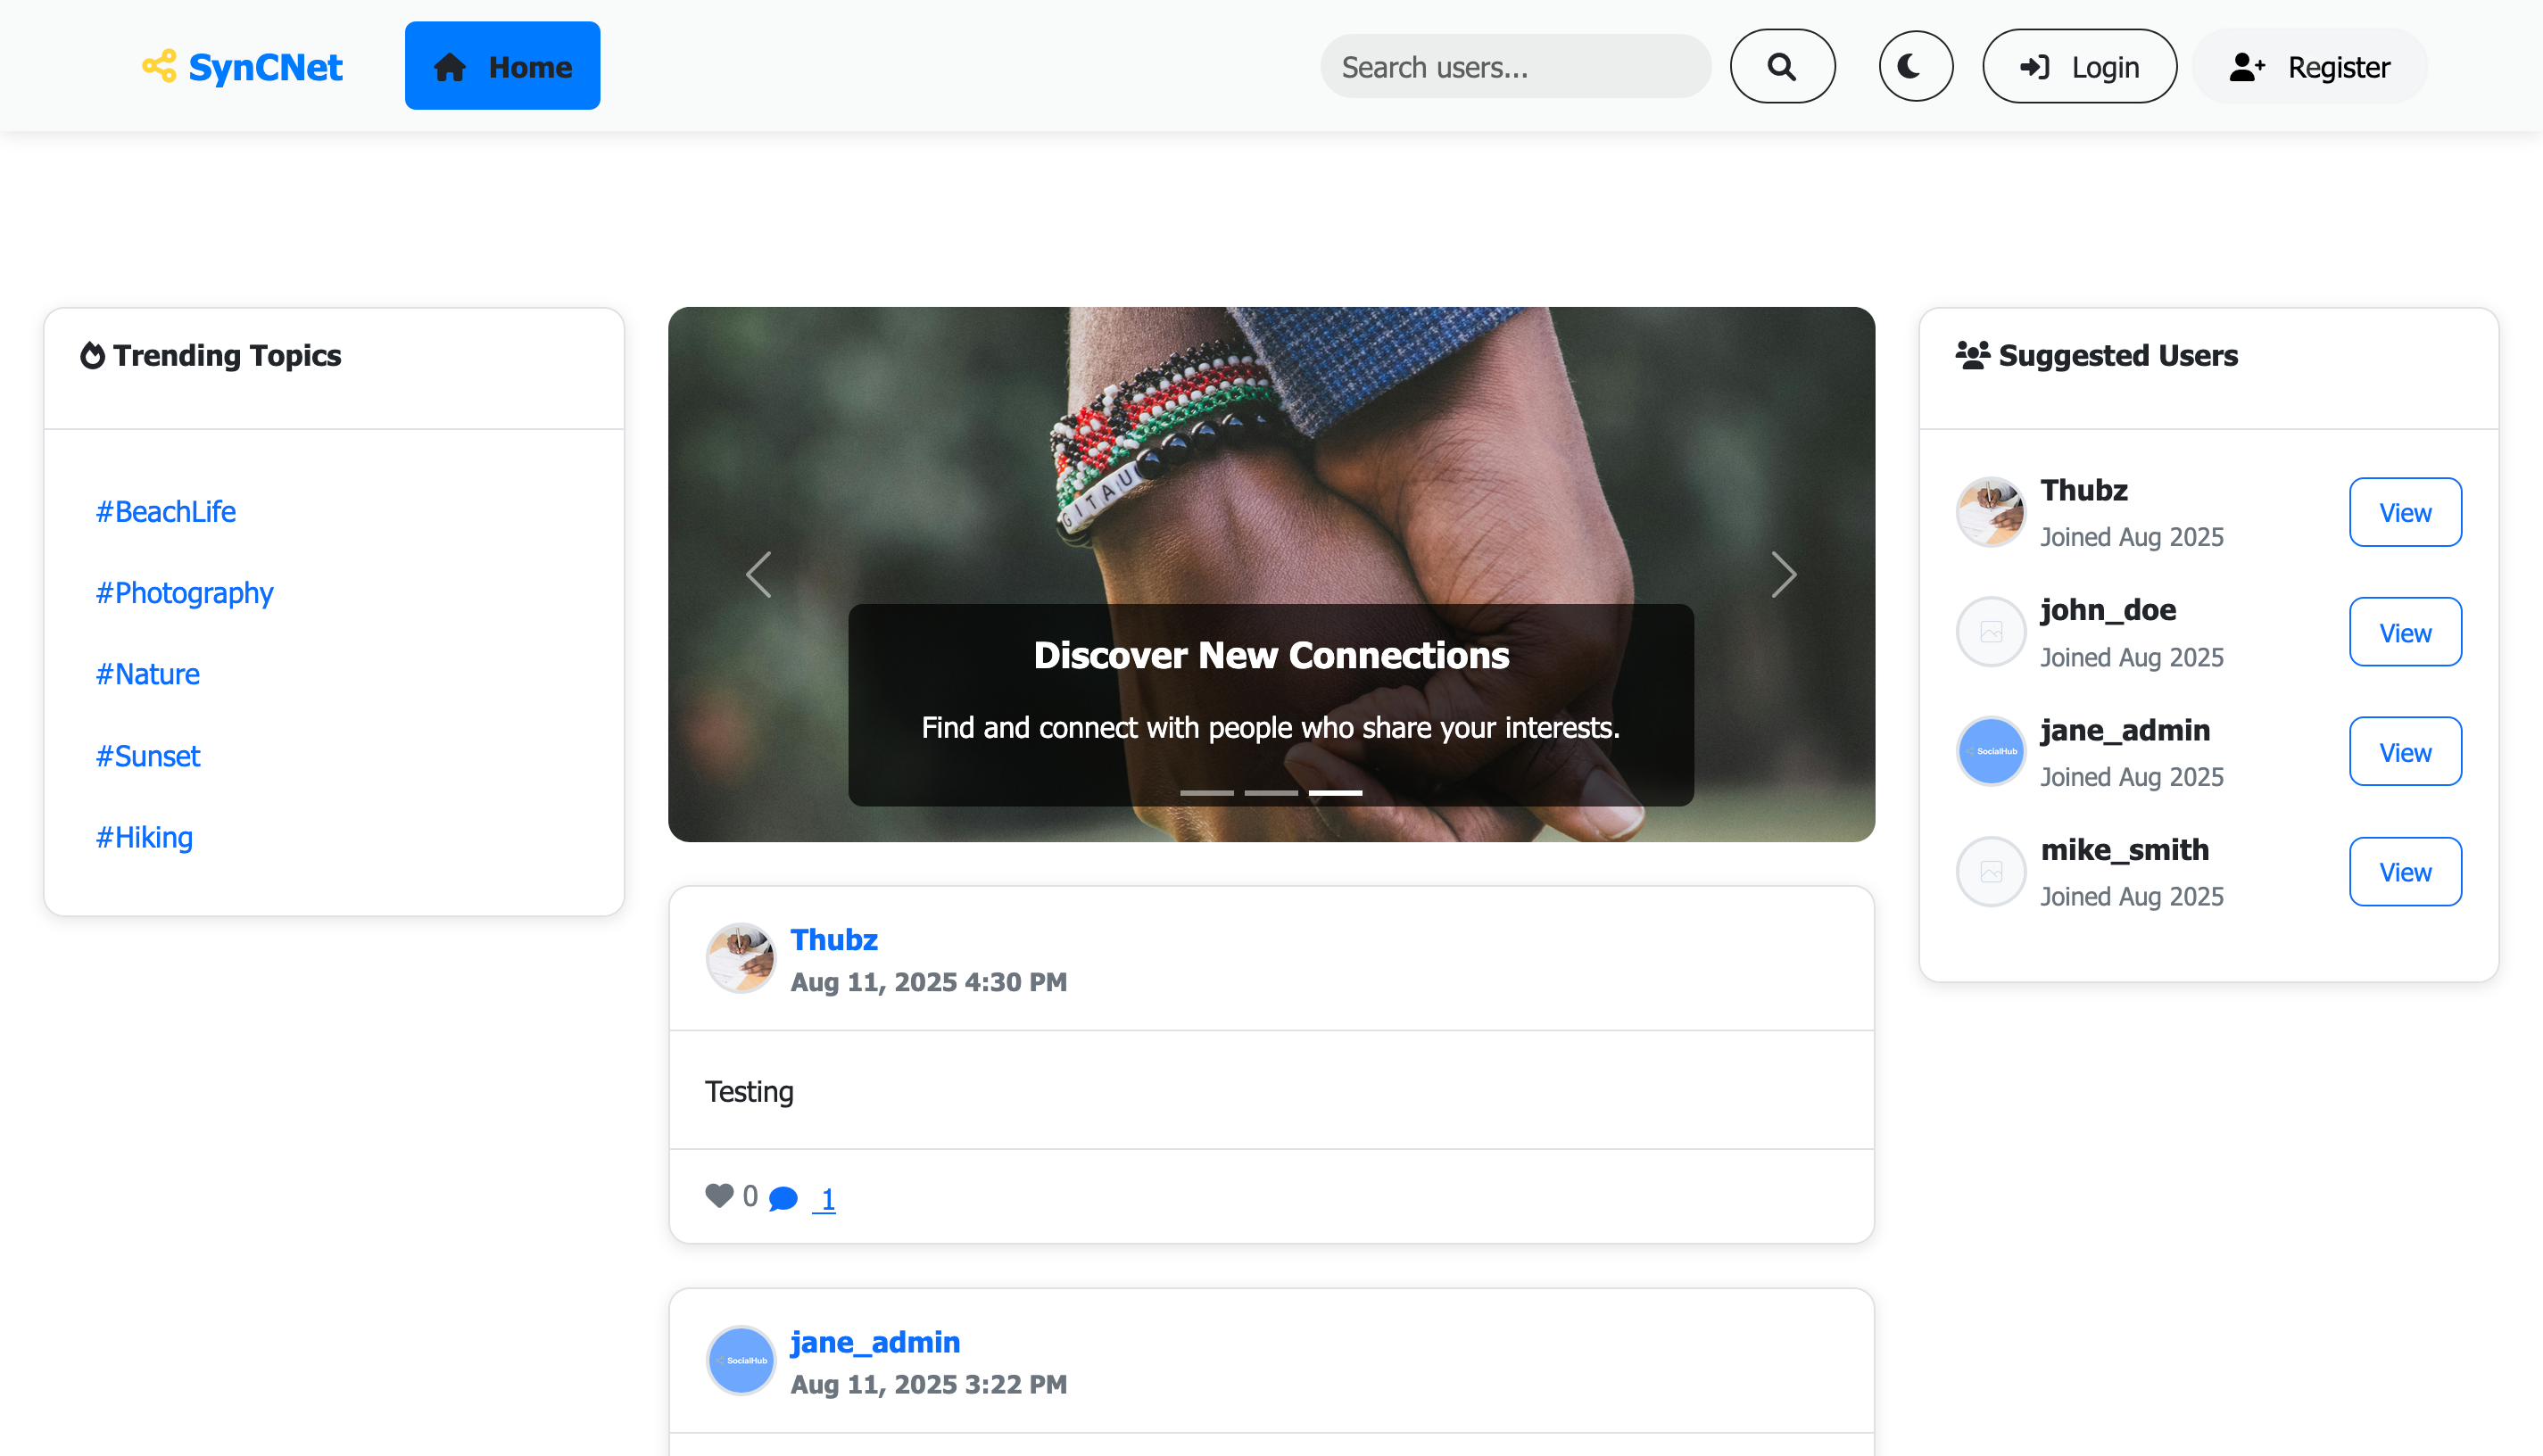 SynCNet
Home
Search users...
Login
Register
Trending Topics
#BeachLife
#Photography
#Nature
#Sunset
#Hiking
GITAU
Discover New Connections
Find and connect with people who share your interests.
Thubz
Aug 11, 2025 4:30 PM
Testing
0 1
SocialHub
jane_admin
Aug 11, 2025 3:22 PM
Suggested Users
Thubz
Joined Aug 2025
View
john_doe
Joined Aug 2025
View
SocialHub
jane_admin
Joined Aug 2025
View
mike_smith
Joined Aug 2025
View